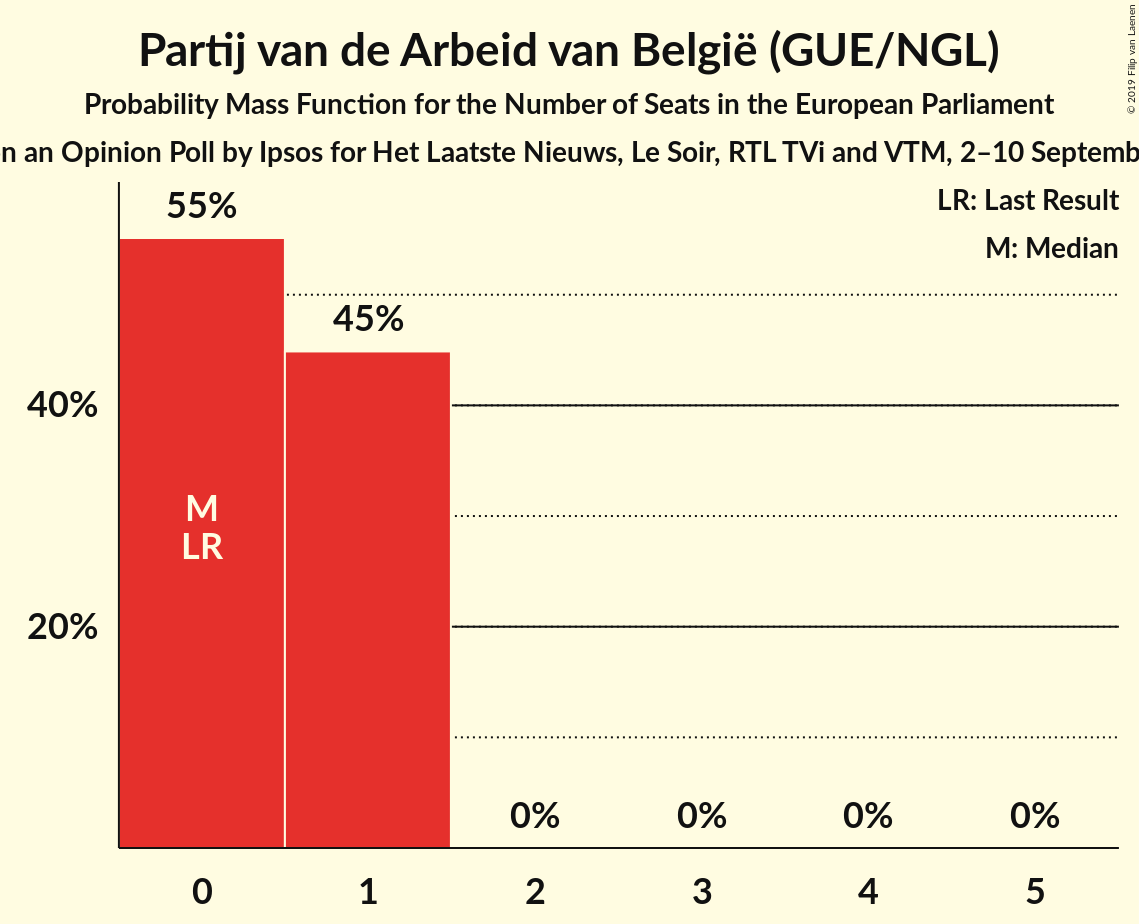 Partij van de Arbeid van België (GUE/NGL)
Probability Mass Function for the Number of Seats in the European Parliament
an Opinion Poll by Ipsos for Het Laatste Nieuws, Le Soir, RTL TVi and VTM, 2–10
© 2019 Filip van Laenen
LR: Last Result
M: Median
55%
45%
40%
M
LR
20%
0% 0% 0% 0%
0 1 2 3 4 5